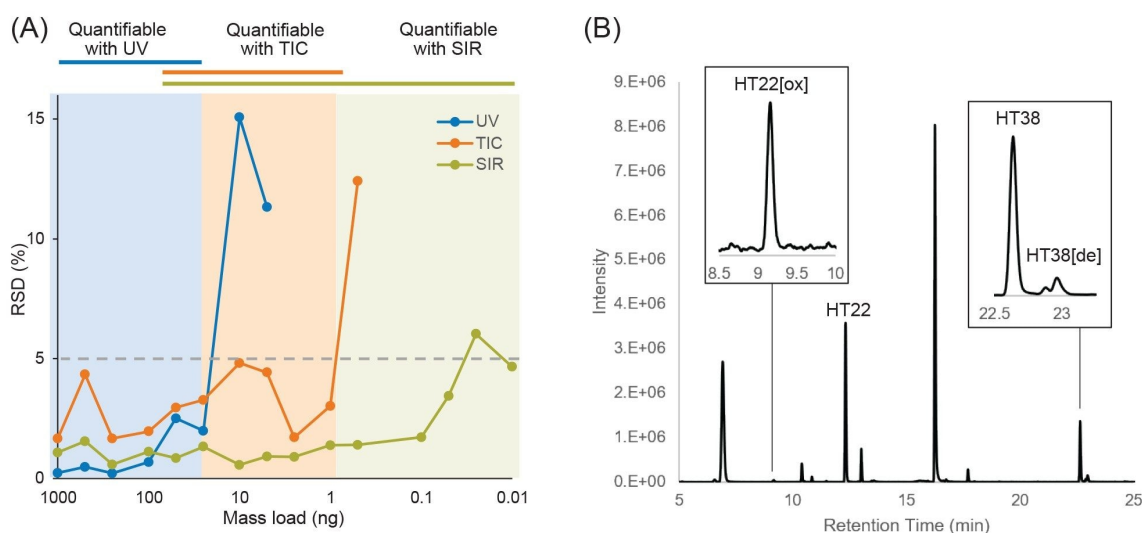 (A)
Quantifiable
with UV
Quantifiable
with TIC
Quantifiable
with SIR
15
10
5
0
RSD (%)
UV
TIC
SIR
1000
100
10
1
0.1
0.01
Mass load (ng)
(B)
9.E+06
8.E+06
7.E+06
6.E+06
5.E+06
4.E+06
3.E+06
2.E+06
1.E+06
0.E+00
Intensity
HT22[ox]
8.5
9
9.5
10
HT22
HT38
HT38[de]
22.5
23
5
10
15
20
25
Retention Time (min)